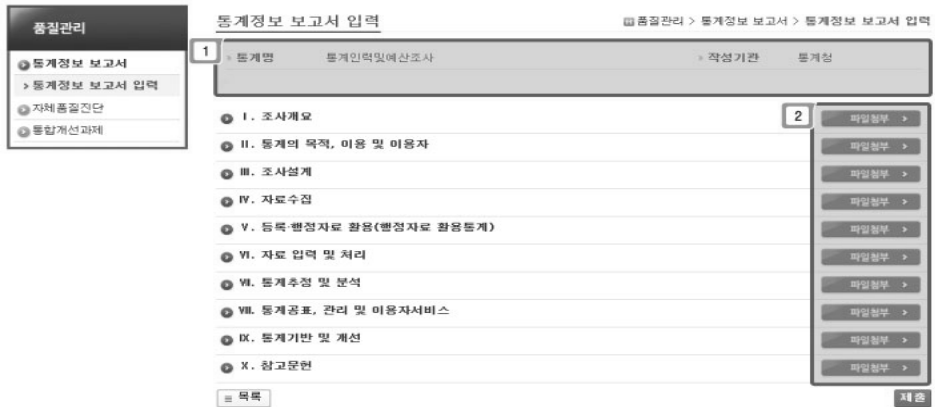 품질관리
통계정보 보고서
> 통계정보 보고서 입력
자체품질진단
통합개선과제
통계정보 보고서 입력
품질관리 > 통계정보 보고서 > 통계정보 보고서 입력
1
통계명 통계인력및예산조사 작성기관 통계청
2
Ⅰ. 조사개요 파일첨부 >
Ⅱ. 통계의 목적, 이용 및 이용자 파일첨부 >
Ⅲ. 조사설계 파일첨부 >
Ⅳ. 자료수집 파일첨부 >
Ⅴ. 등록·행정자료 활용(행정자료 활용통계) 파일첨부 >
Ⅵ. 자료 입력 및 처리 파일첨부 >
Ⅶ. 통계추정 및 분석 파일첨부 >
Ⅷ. 통계공표, 관리 및 이용자서비스 파일첨부 >
Ⅸ. 통계기반 및 개선 파일첨부 >
Ⅹ. 참고문헌 파일첨부 >
목록 제출